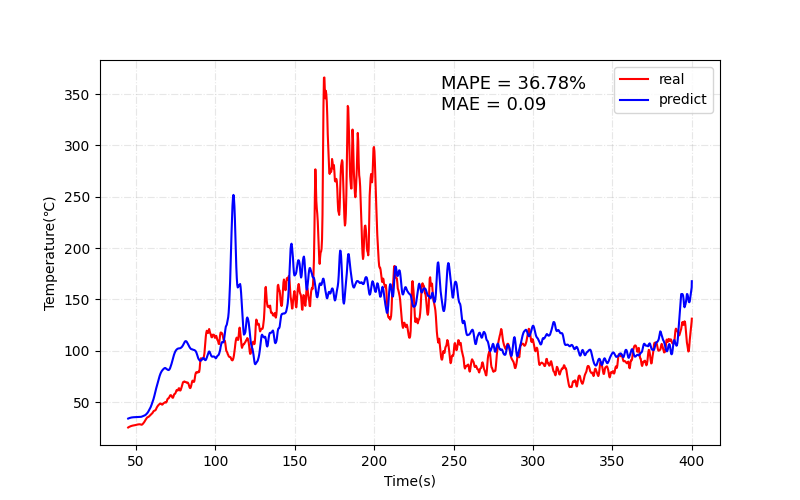 MAPE = 36.78%
MAE = 0.09
real
predict
Temperature(℃)
350
300
250
200
150
100
50
50 100 150 200 250 300 350 400
Time(s)